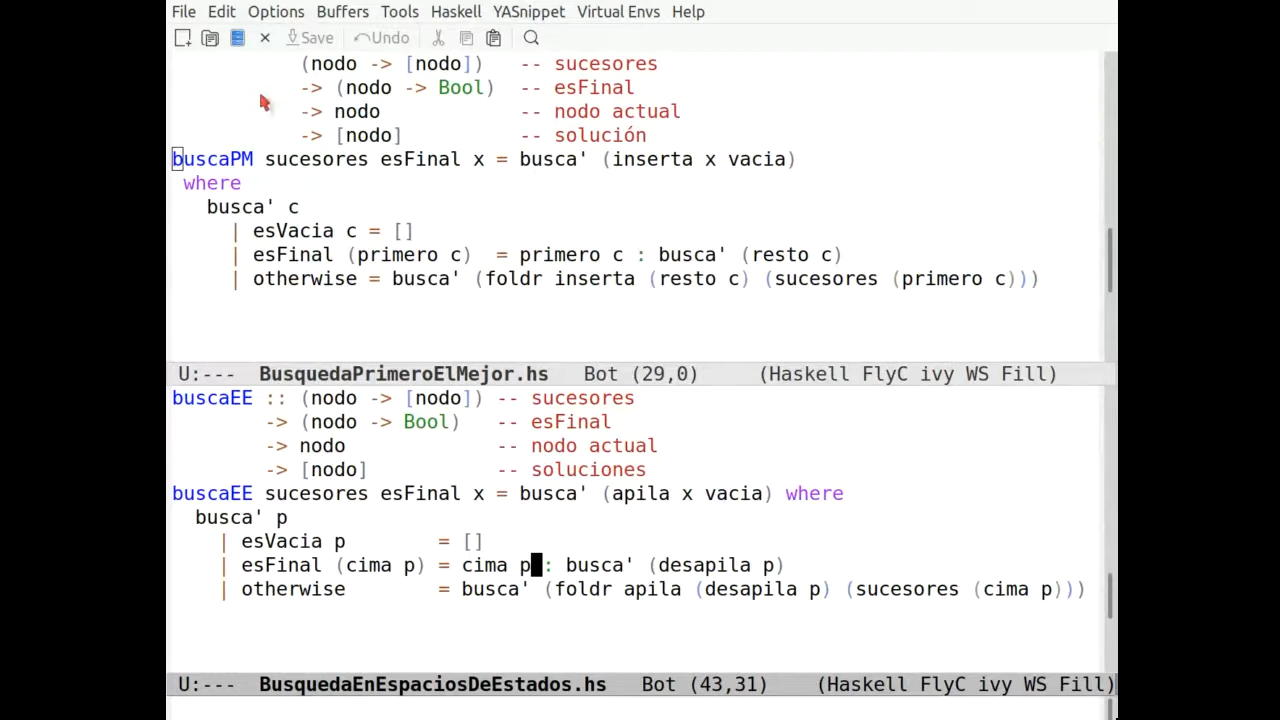 File Edit Options Buffers Tools Haskell YASnippet Virtual Envs Help
Save Undo
(nodo -> [nodo]) -- sucesores
-> (nodo -> Bool) -- esFinal
-> nodo -- nodo actual
-> [nodo] -- solución
buscaPM sucesores esFinal x = busca' (inserta x vacia)
where
busca' c
| esVacia c = []
| esFinal (primero c) = primero c : busca' (resto c)
| otherwise = busca' (foldr inserta (resto c) (sucesores (primero c)))
U:--- BusquedaPrimeroElMejor.hs Bot (29,0) (Haskell FlyC ivy WS Fill)
buscaEE :: (nodo -> [nodo]) -- sucesores
-> (nodo -> Bool) -- esFinal
-> nodo -- nodo actual
-> [nodo] -- soluciones
buscaEE sucesores esFinal x = busca' (apila x vacia) where
busca' p
| esVacia p = []
| esFinal (cima p) = cima p : busca' (desapila p)
| otherwise = busca' (foldr apila (desapila p) (sucesores (cima p)))
U:--- BusquedaEnEspaciosDeEstados.hs Bot (43,31) (Haskell FlyC ivy WS Fill)